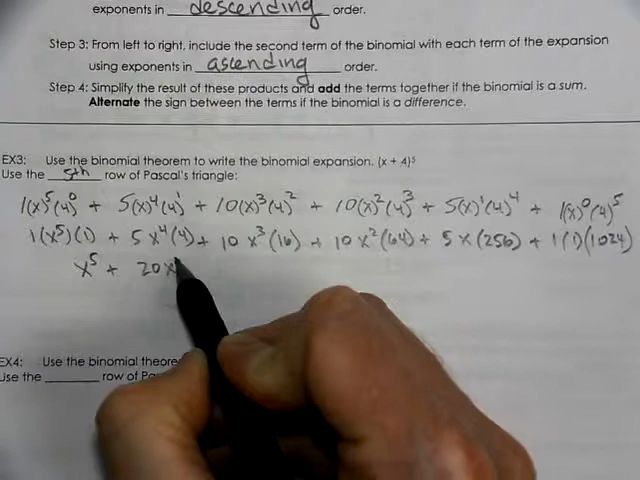 exponents in descending order.
Step 3: From left to right, include the second term of the binomial with each term of the expansion
using exponents in ascending order.
Step 4: Simplify the result of these products and add the terms together if the binomial is a sum.
Alternate the sign between the terms if the binomial is a difference.
EX3: Use the binomial theorem to write the binomial expansion. (x + 4)⁵
Use the 5th row of Pascal's triangle:
1(x)⁵(4)⁰ + 5(x)⁴(4)¹ + 10(x)³(4)² + 10(x)²(4)³ + 5(x)¹(4)⁴ + 1(x)⁰(4)⁵
1(x⁵)(1) + 5x⁴(4) + 10x³(16) + 10x²(64) + 5x(256) + 1(1)(1024)
x⁵ + 20x
EX4: Use the binomial
Use the ______ row of